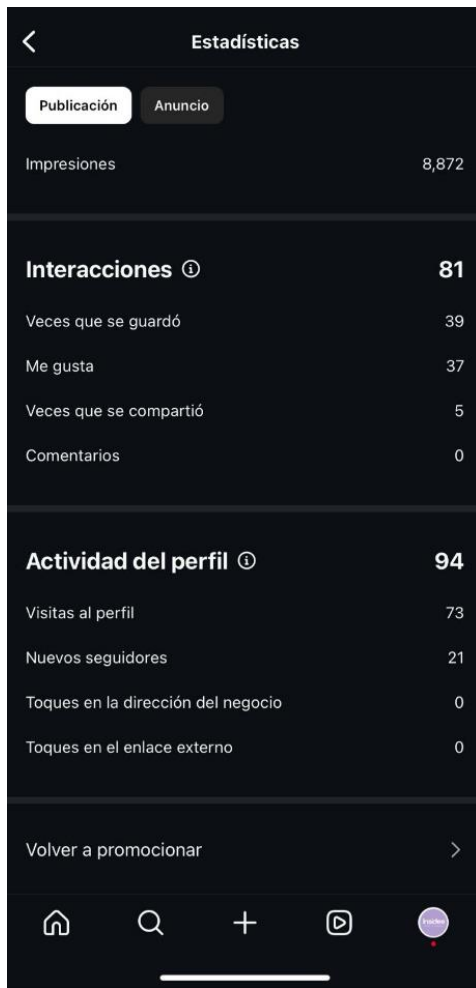 Estadísticas
Publicación Anuncio
Impresiones 8,872
Interacciones 81
Veces que se guardó 39
Me gusta 37
Veces que se compartió 5
Comentarios 0
Actividad del perfil 94
Visitas al perfil 73
Nuevos seguidores 21
Toques en la dirección del negocio 0
Toques en el enlace externo 0
Volver a promocionar